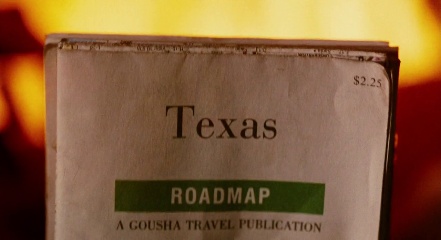 $2.25
Texas
ROADMAP
A GOUSHA TRAVEL PUBLICATION